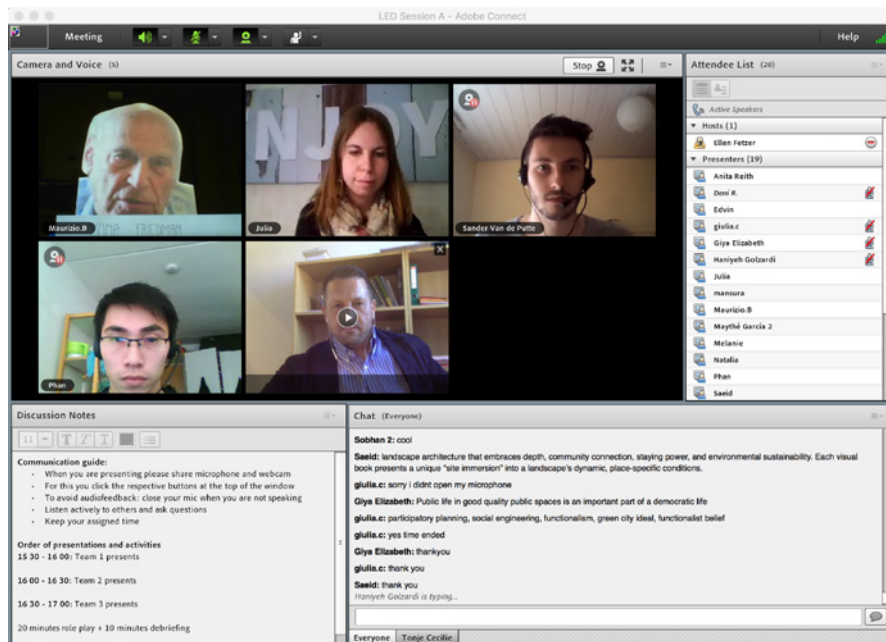 LED Session A - Adobe Connect
Meeting
Help
Camera and Voice (5)
Stop
NJOY
Maurizio.B
FRIEDMAN
Julia
Sander Van de Putte
Phan
Attendee List (20)
Active Speakers
Hosts (1)
Ellen Fetzer
Presenters (19)
Anita Reith
Deni R.
Edvin
giulia.c
Giya Elizabeth
Haniyeh Golzardi
Julia
mansura
Maurizio.B
Maythé García 2
Melanie
Natalia
Phan
Saeid
Discussion Notes
11
T T T
Communication guide:
- When you are presenting please share microphone and webcam
- For this you click the respective buttons at the top of the window
- To avoid audiofeedback: close your mic when you are not speaking
- Listen actively to others and ask questions
- Keep your assigned time
Order of presentations and activities
15 30 - 16 00: Team 1 presents
16 00 - 16 30: Team 2 presents
16 30 - 17 00: Team 3 presents
20 minutes role play + 10 minutes debriefing
Chat (Everyone)
Sobhan 2: cool
Saeid: landscape architecture that embraces depth, community connection, staying power, and environmental sustainability. Each visual
book presents a unique "site immersion" into a landscape's dynamic, place-specific conditions.
giulia.c: sorry i didnt open my microphone
Giya Elizabeth: Public life in good quality public spaces is an important part of a democratic life
giulia.c: participatory planning, social engineering, functionalism, green city ideal, functionalist belief
giulia.c: yes time ended
Giya Elizabeth: thankyou
giulia.c: thank you
Saeid: thank you
Haniyeh Golzardi is typing...
Everyone
Tonje Cecilie